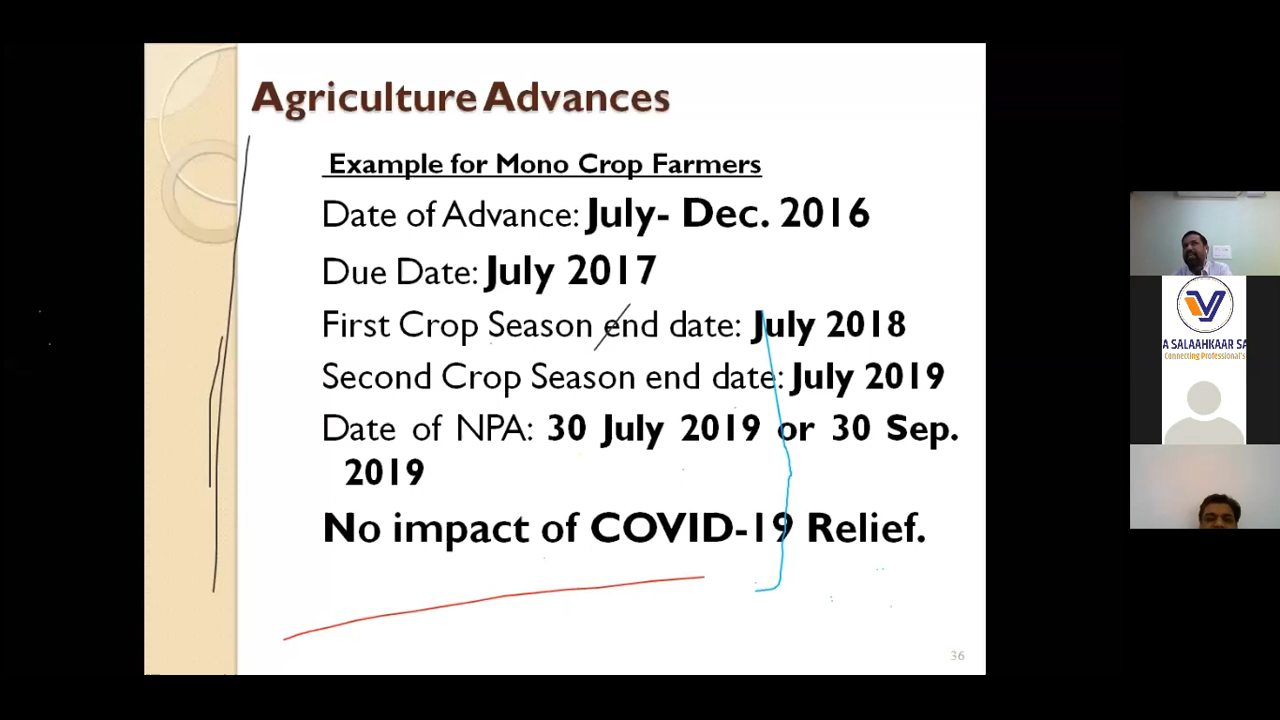 Agriculture Advances
Example for Mono Crop Farmers
Date of Advance: July- Dec. 2016
Due Date: July 2017
First Crop Season end date: July 2018
Second Crop Season end date: July 2019
Date of NPA: 30 July 2019 or 30 Sep.
2019
No impact of COVID-19 Relief.
36
A SALAAHKAAR SA
Connecting Professional's